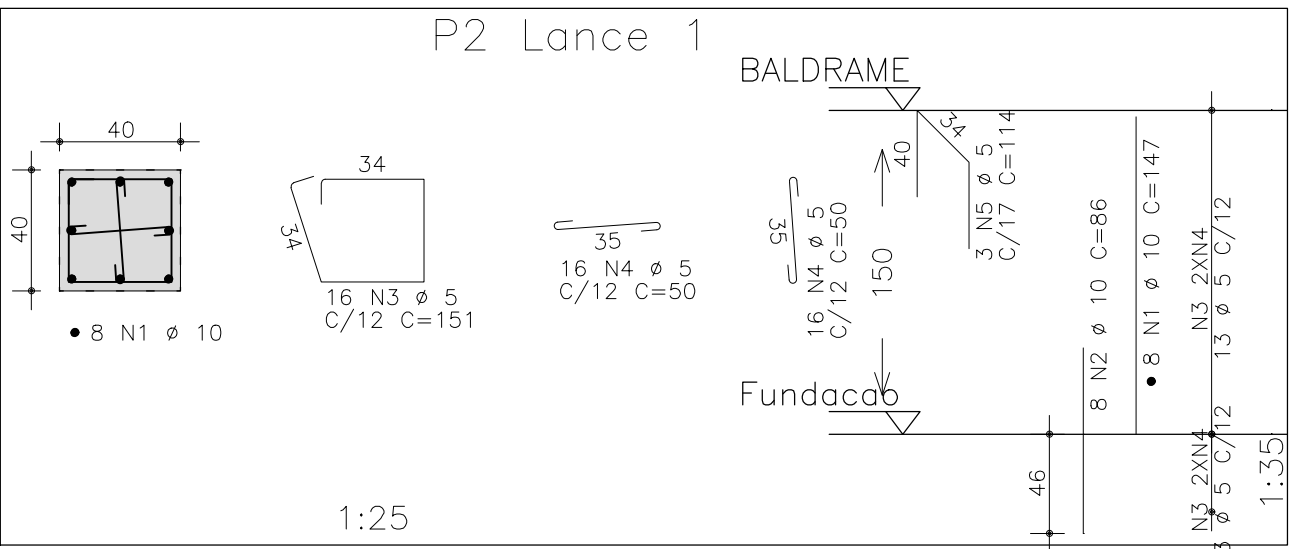 P2 Lance 1
BALDRAME
40
40
• 8 N1 ø 10
34
34
16 N3 ø 5
C/12 C=151
35
16 N4 ø 5
C/12 C=50
35
16 N4 ø 5
C/12 C=50
150
40
34
3 N5 ø 5
C/17 C=114
8 N2 ø 10 C=86
• 8 N1 ø 10 C=147
N3 2XN4
13 ø 5 C/12
Fundacao
46
N3 2XN4
3 ø 5 C/12
1:25
1:35